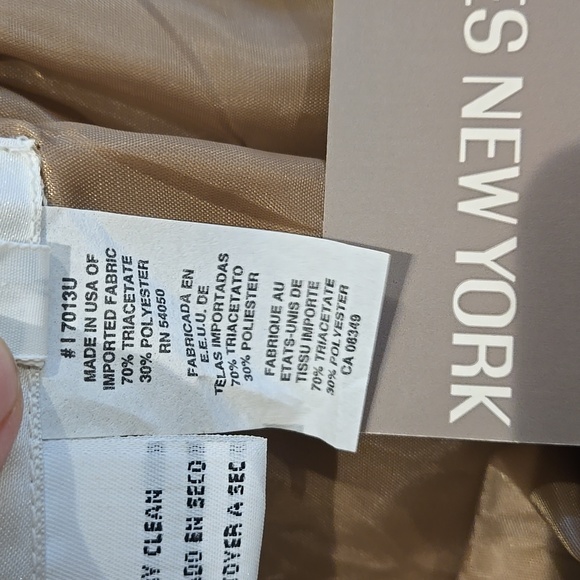 ES NEW YORK
# I 7013U
MADE IN USA OF
IMPORTED FABRIC
70% TRIACETATE
30% POLYESTER
RN 54050
FABRICADA EN
E.E.U.U, DE
TELAS IMPORTADAS
70% TRIACETATO
30% POLIESTER
FABRIQUE AU
ETATS-UNIS DE
TISSU IMPORTE
70% TRIACETATE
30% POLYESTER
CA 08349
Y CLEAN
DO EN SECO
TOYER A SEC